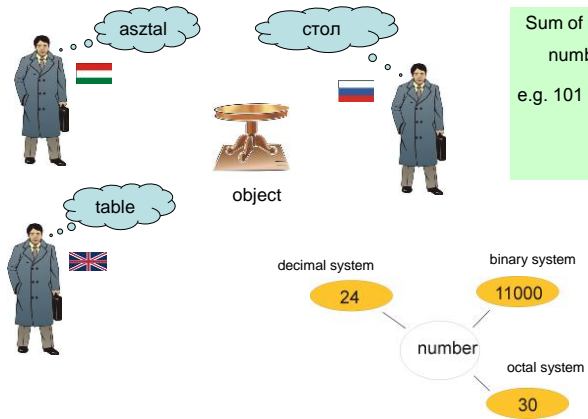 asztal
стол
Sum of
numb
e.g. 101
object
table
decimal system
binary system
24
11000
number
octal system
30